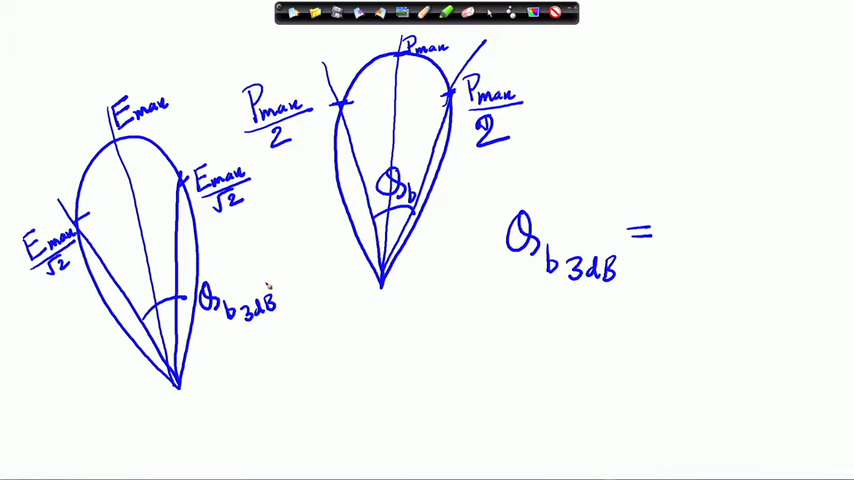 Emax
Emax/√2
Emax/√2
θb 3dB
Pmax
Pmax/2
Pmax/2
θb
θb 3dB =